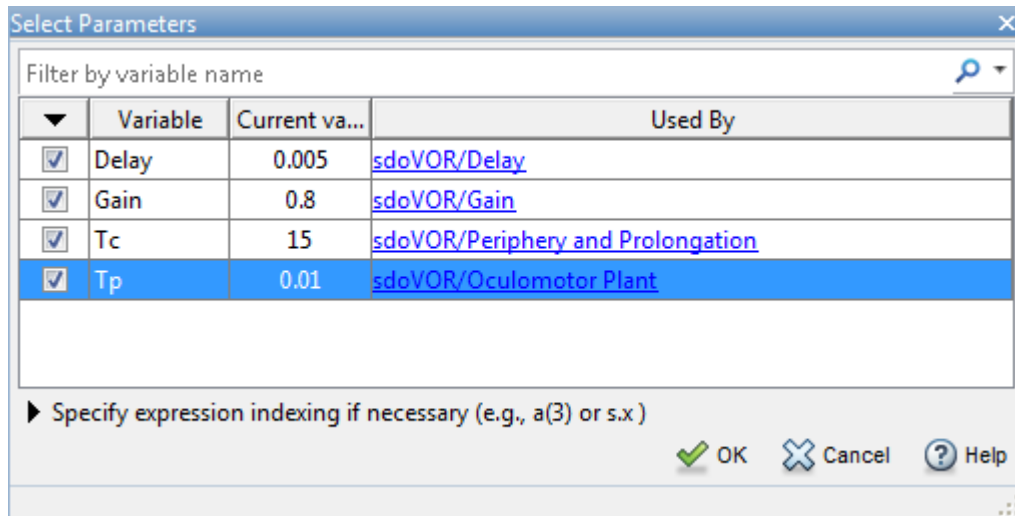 Select Parameters
Filter by variable name
Variable Current va... Used By
Delay 0.005 sdoVOR/Delay
Gain 0.8 sdoVOR/Gain
Tc 15 sdoVOR/Periphery and Prolongation
Tp 0.01 sdoVOR/Oculomotor Plant
Specify expression indexing if necessary (e.g., a(3) or s.x )
OK Cancel Help